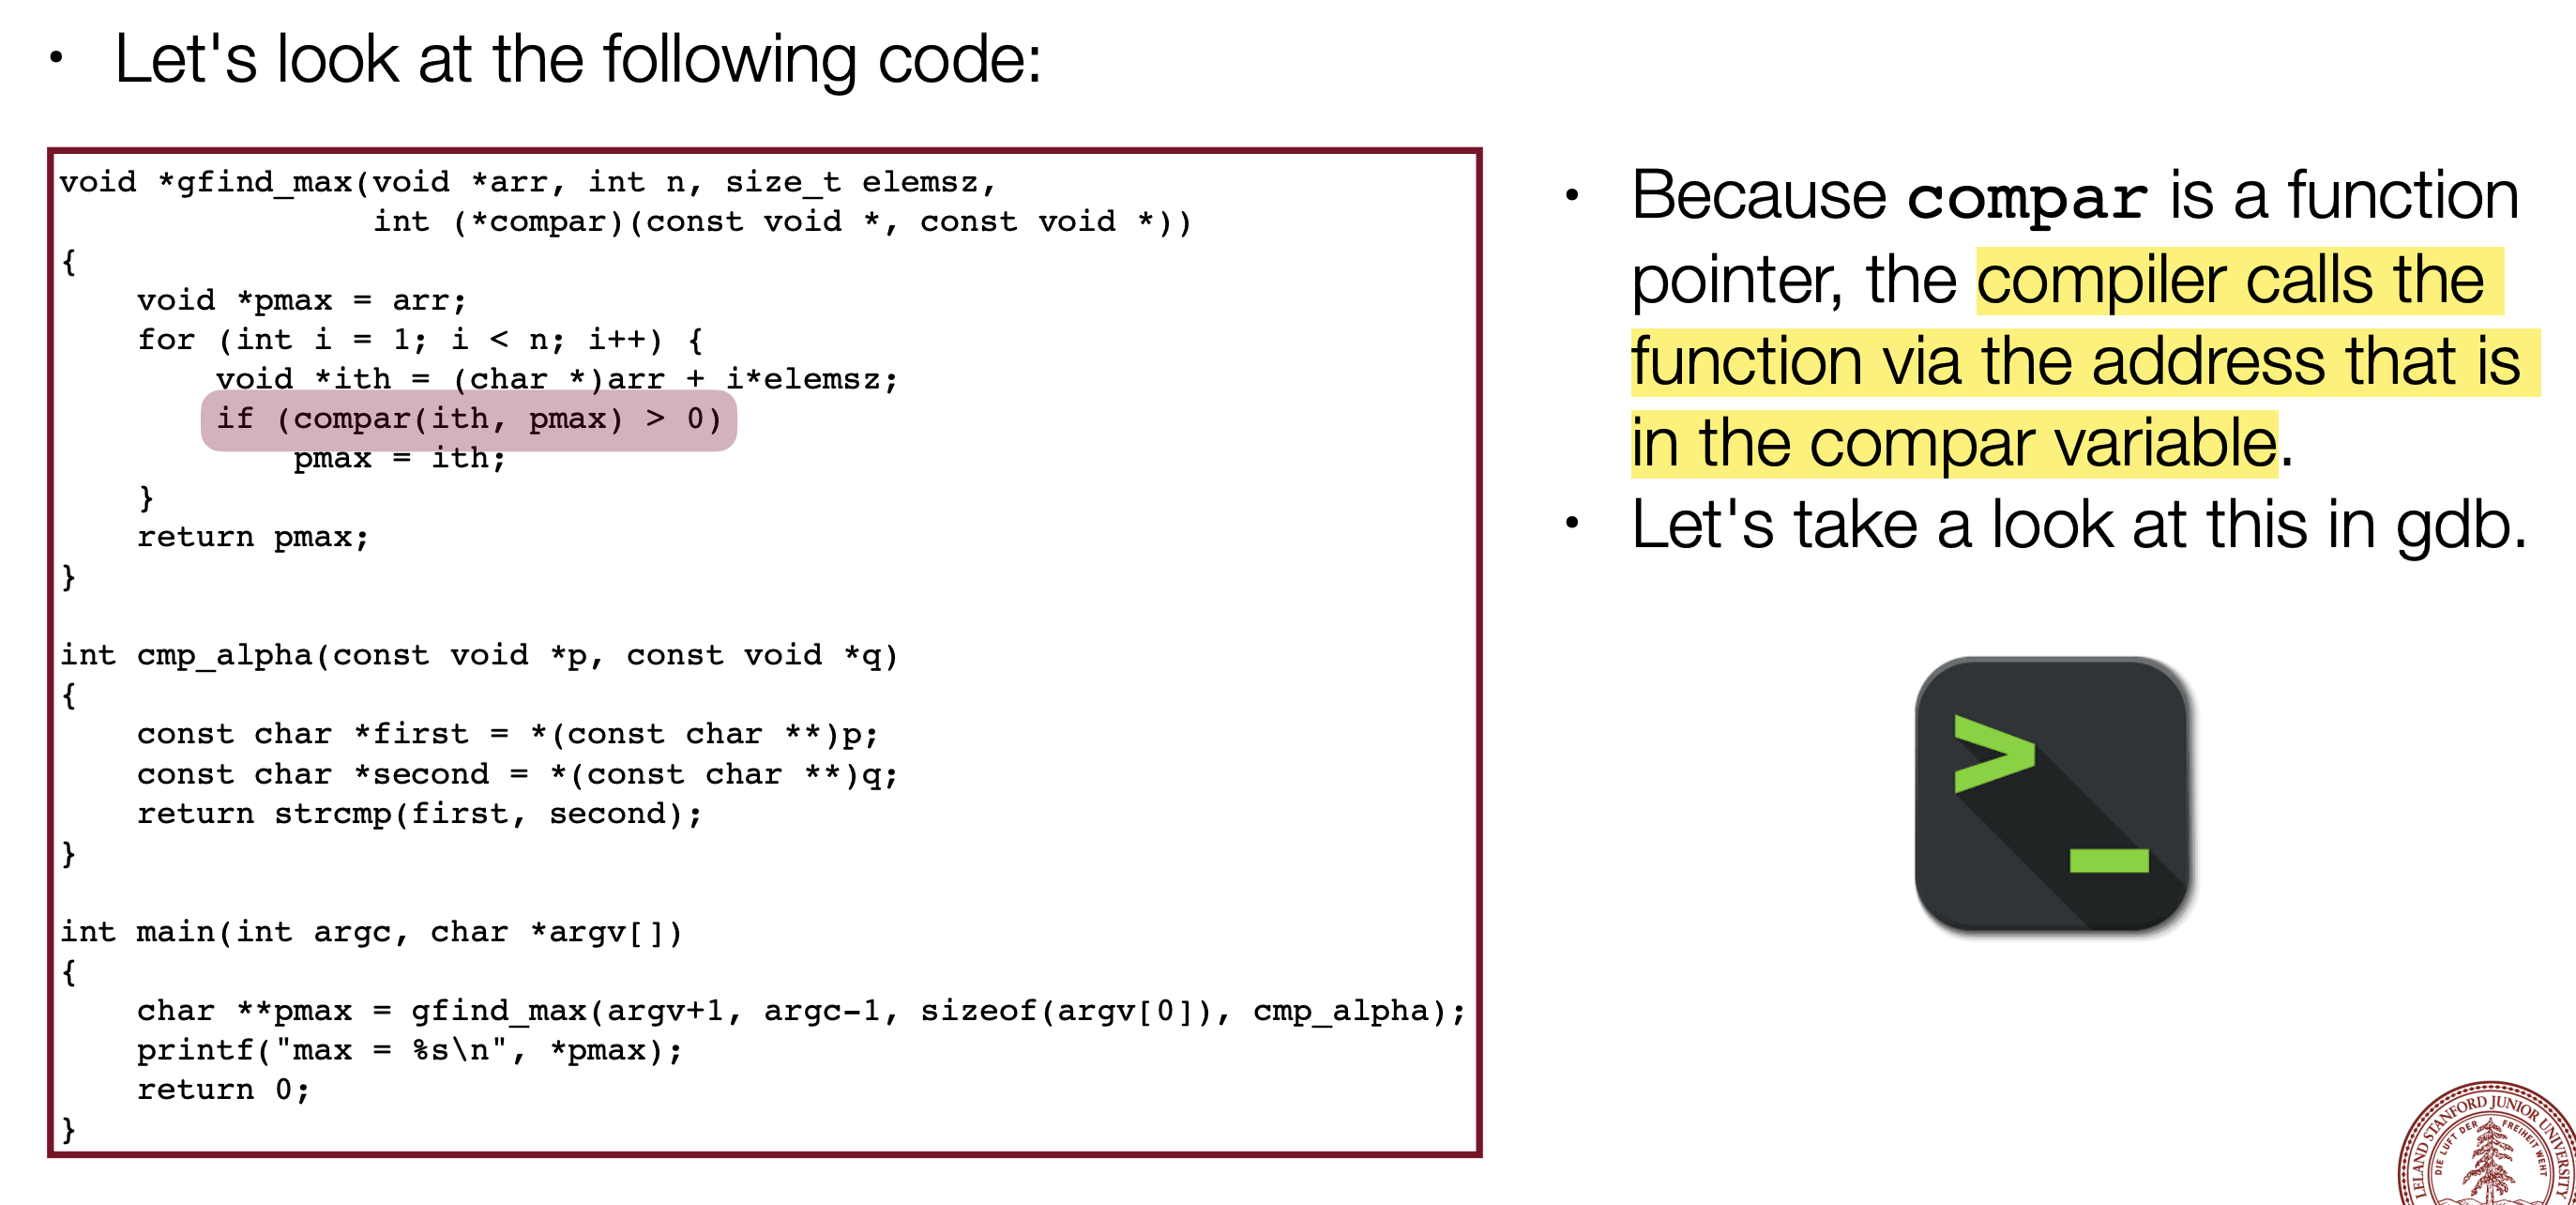 • Let's look at the following code:
void *gfind_max(void *arr, int n, size_t elemsz,
                int (*compar)(const void *, const void *))
{
    void *pmax = arr;
    for (int i = 1; i < n; i++) {
        void *ith = (char *)arr + i*elemsz;
        if (compar(ith, pmax) > 0)
            pmax = ith;
    }
    return pmax;
}

int cmp_alpha(const void *p, const void *q)
{
    const char *first = *(const char **)p;
    const char *second = *(const char **)q;
    return strcmp(first, second);
}

int main(int argc, char *argv[])
{
    char **pmax = gfind_max(argv+1, argc-1, sizeof(argv[0]), cmp_alpha);
    printf("max = %s\n", *pmax);
    return 0;
}
• Because compar is a function
pointer, the compiler calls the
function via the address that is
in the compar variable.
• Let's take a look at this in gdb.
>_
LELAND STANFORD JUNIOR UNIVERSITY
DIE LUFT DER FREIHEIT WEHT